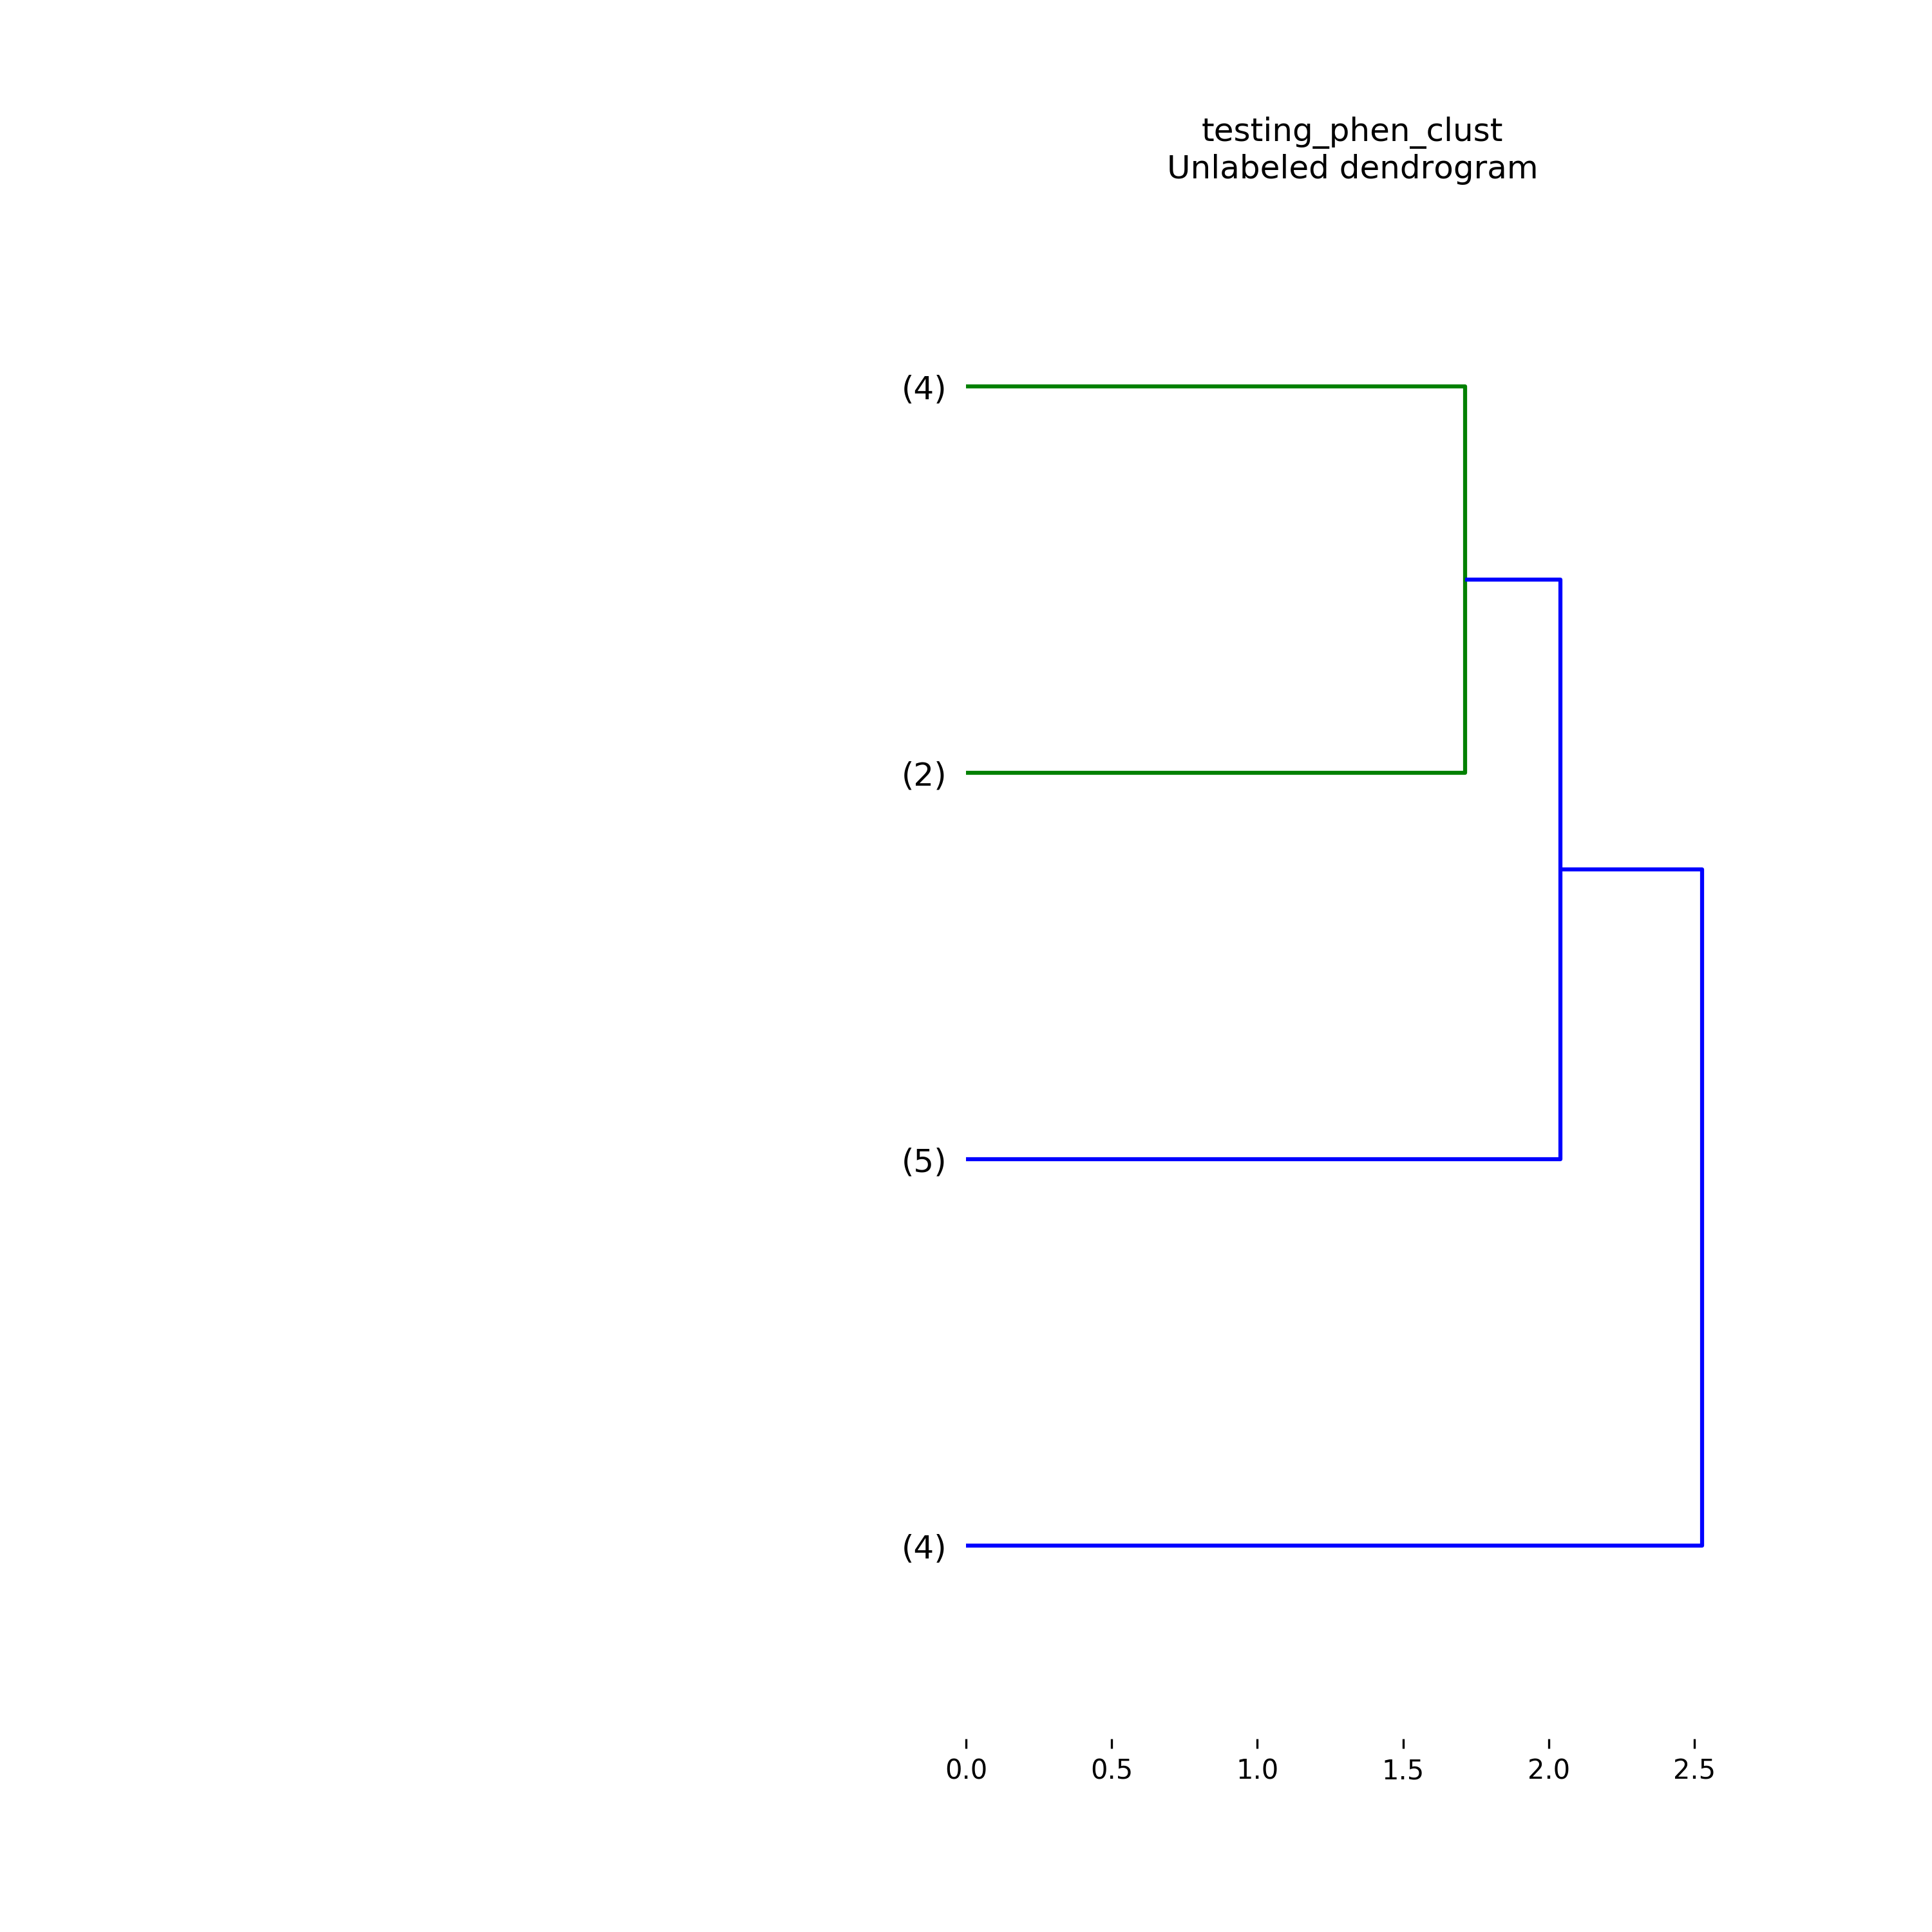 testing_phen_clust
Unlabeled dendrogram
(4)
(2)
(5)
(4)
0.0 0.5 1.0 1.5 2.0 2.5